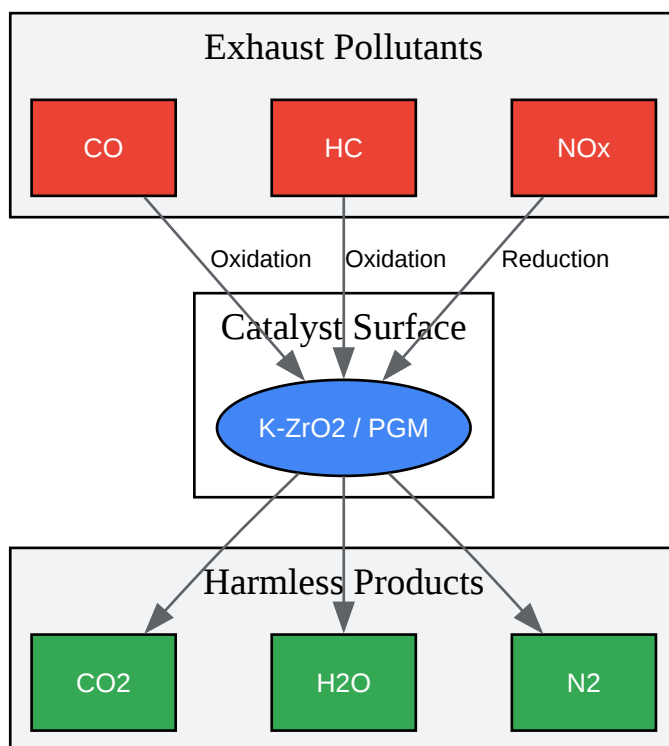 Exhaust Pollutants
CO
HC
NOx
Oxidation
Oxidation
Reduction
Catalyst Surface
K-ZrO2 / PGM
Harmless Products
CO2
H2O
N2